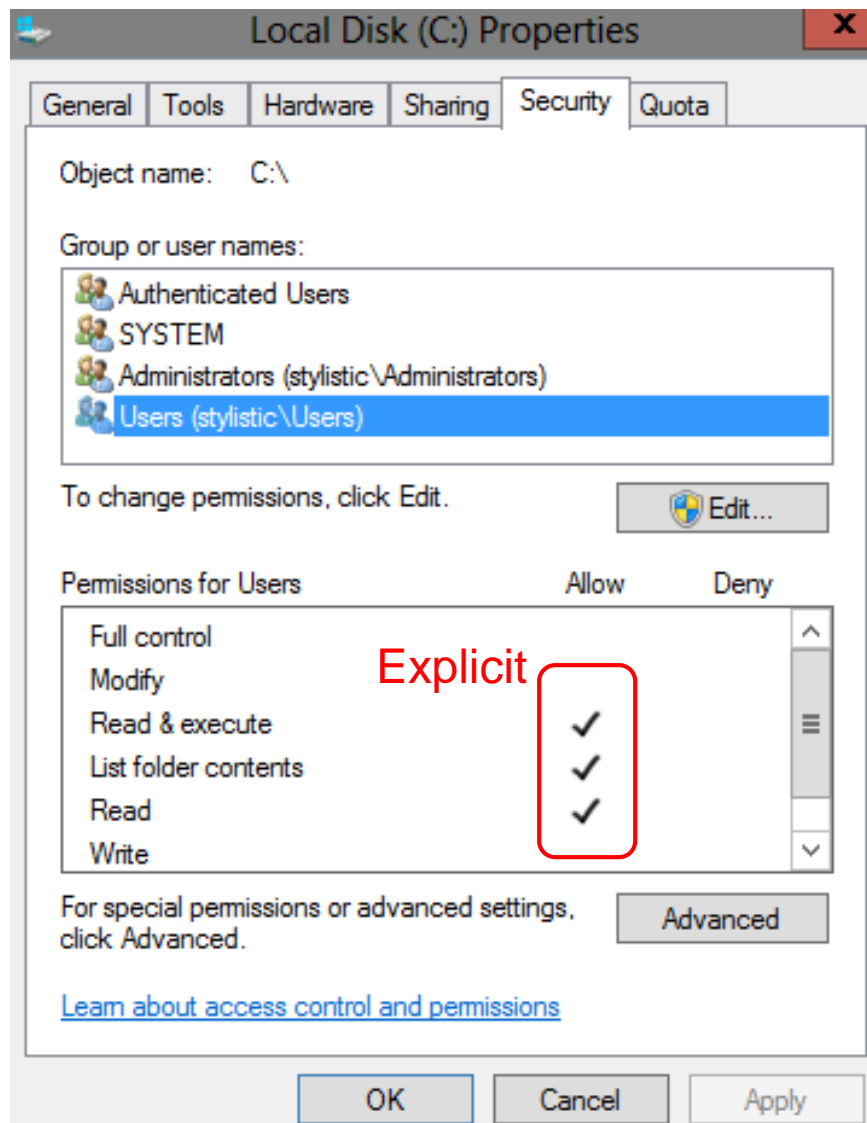 Local Disk (C:) Properties
x
General Tools Hardware Sharing Security Quota
Object name: C:\
Group or user names:
Authenticated Users
SYSTEM
Administrators (stylistic\Administrators)
Users (stylistic\Users)
To change permissions, click Edit.
Edit...
Permissions for Users Allow Deny
Full control
Explicit
Modify
Read & execute
List folder contents
Read
Write
For special permissions or advanced settings,
click Advanced.
Advanced
Learn about access control and permissions
OK Cancel Apply